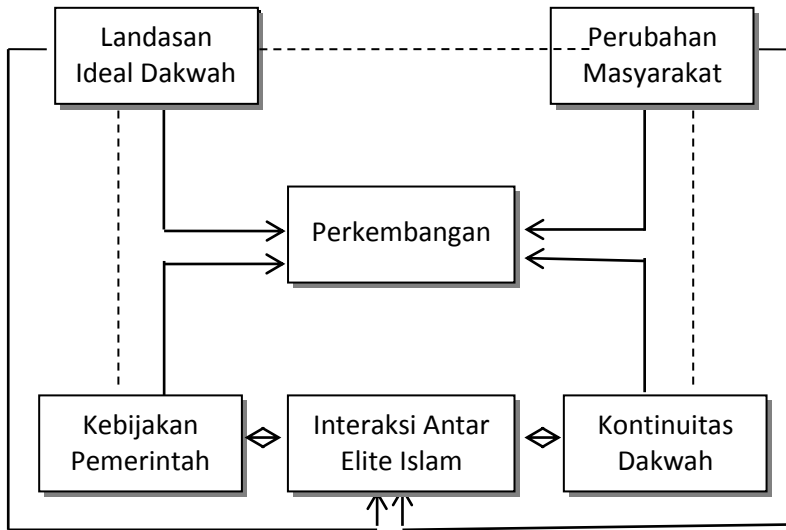 Landasan
Ideal Dakwah
Perubahan
Masyarakat
Perkembangan
Kebijakan
Pemerintah
Interaksi Antar
Elite Islam
Kontinuitas
Dakwah